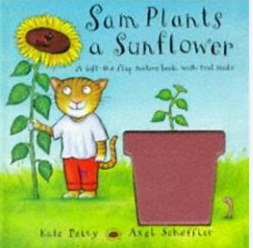 Sam Plants
a Sunflower
A lift-the-flap nature book with real seeds
Kate Petty
Axel Scheffler